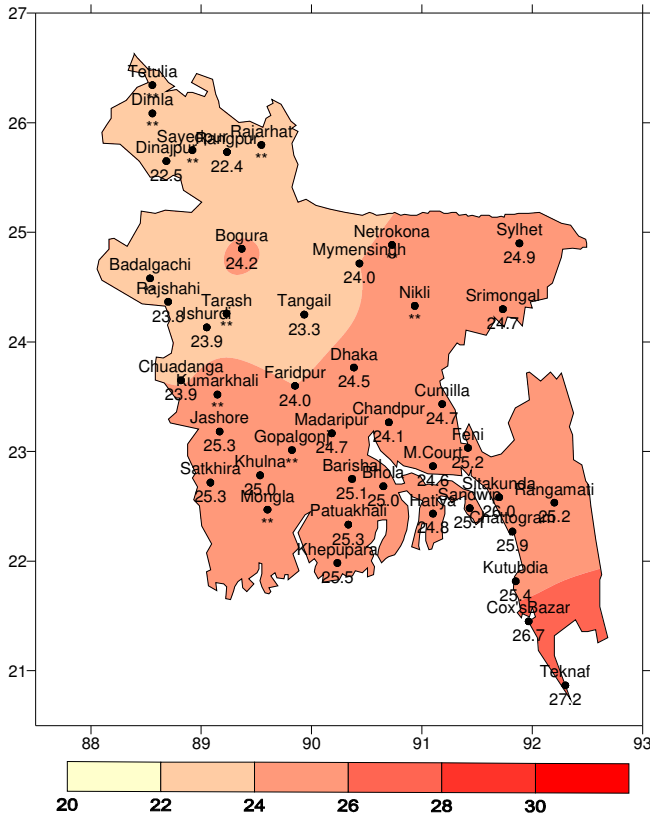 27
26
25
24
23
22
21
Tetulia
**
Dimla
**
Sayedpur
**
Rangpur
22.4
Rajarhat
**
Dinajpur
22.5
Bogura
24.2
Netrokona
Mymensingh
24.0
Sylhet
24.9
Badalgachi
Rajshahi
23.8
Tarash
**
Ishurdi
23.9
Tangail
23.3
Nikli
**
Srimongal
24.7
Dhaka
24.5
Chuadanga
23.9
Kumarkhali
**
Faridpur
24.0
Cumilla
24.7
Jashore
25.3
Madaripur
24.7
Chandpur
24.1
Gopalgonj
**
Feni
25.2
M.Court
24.6
Satkhira
25.3
Khulna
25.0
Barishal
25.1
Bhola
25.0
Mongla
**
Hatiya
24.8
Sandwip
25.1
Sitakunda
26.0
Rangamati
25.2
Patuakhali
25.3
Chattogram
25.9
Khepupara
25.5
Kutubdia
25.4
Cox'sBazar
26.7
Teknaf
27.2
88 89 90 91 92 93
20 22 24 26 28 30